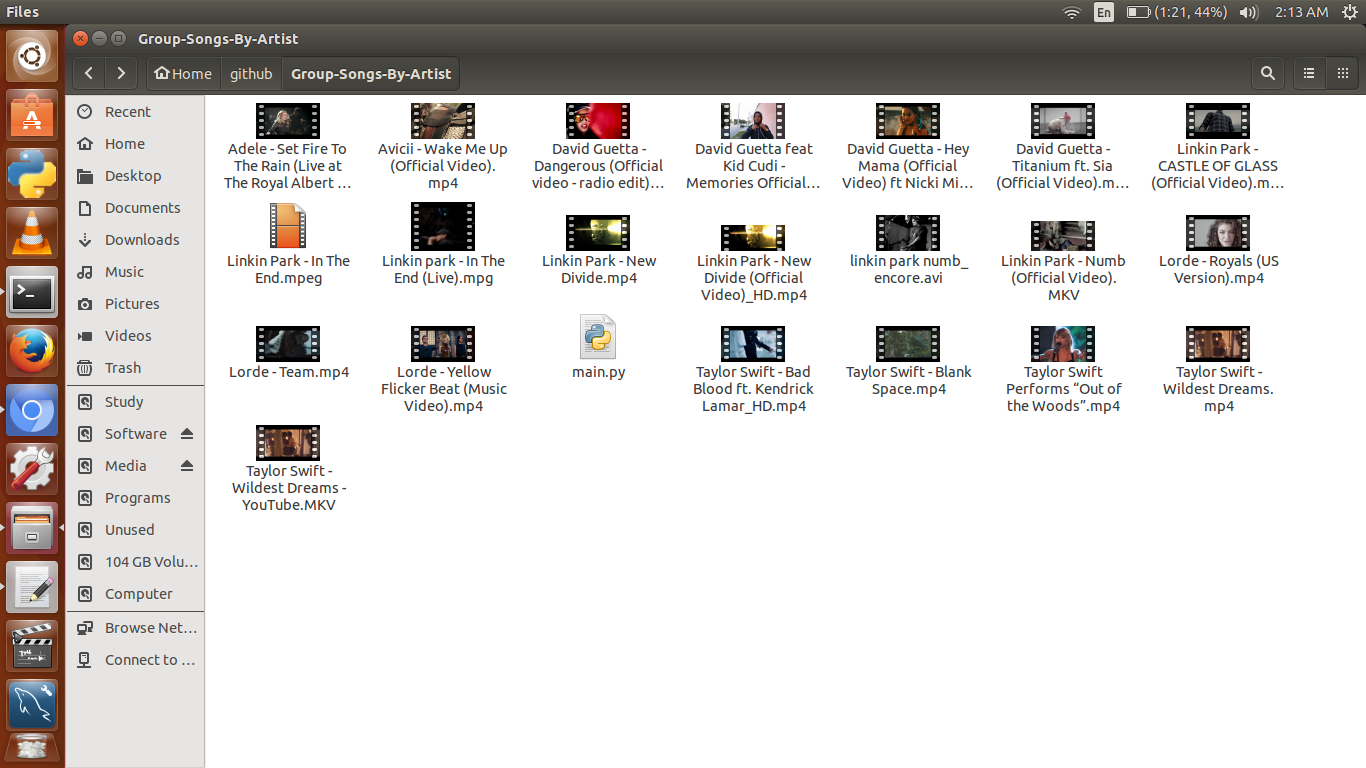 Files
En
(1:21, 44%)
2:13 AM
Group-Songs-By-Artist
Home
github
Group-Songs-By-Artist
Recent
Home
Desktop
Documents
Downloads
Music
Pictures
Videos
Trash
Study
Software
Media
Programs
Unused
104 GB Volu...
Computer
Browse Net...
Connect to ...
Adele - Set Fire To
The Rain (Live at
The Royal Albert ...
Avicii - Wake Me Up
(Official Video).
mp4
David Guetta -
Dangerous (Official
video - radio edit)...
David Guetta feat
Kid Cudi -
Memories Official...
David Guetta - Hey
Mama (Official
Video) ft Nicki Mi...
David Guetta -
Titanium ft. Sia
(Official Video).m...
Linkin Park -
CASTLE OF GLASS
(Official Video).m...
Linkin Park - In The
End.mpeg
Linkin park - In The
End (Live).mpg
Linkin Park - New
Divide.mp4
Linkin Park - New
Divide (Official
Video)_HD.mp4
linkin park numb_
encore.avi
Linkin Park - Numb
(Official Video).
MKV
Lorde - Royals (US
Version).mp4
Lorde - Team.mp4
Lorde - Yellow
Flicker Beat (Music
Video).mp4
main.py
Taylor Swift - Bad
Blood ft. Kendrick
Lamar_HD.mp4
Taylor Swift - Blank
Space.mp4
Taylor Swift
Performs “Out of
the Woods”.mp4
Taylor Swift -
Wildest Dreams.
mp4
Taylor Swift -
Wildest Dreams -
YouTube.MKV